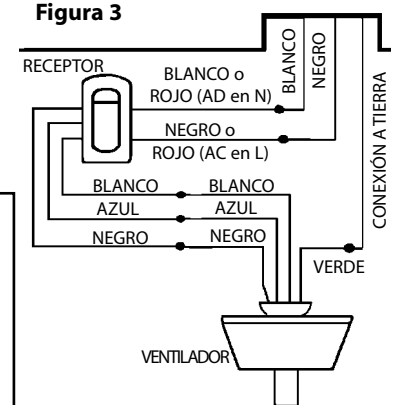 Figura 3
RECEPTOR
BLANCO o
ROJO (AD en N)
BLANCO
NEGRO
CONEXIÓN A TIERRA
NEGRO o
ROJO (AC en L)
BLANCO BLANCO
AZUL AZUL
NEGRO NEGRO
VERDE
VENTILADOR